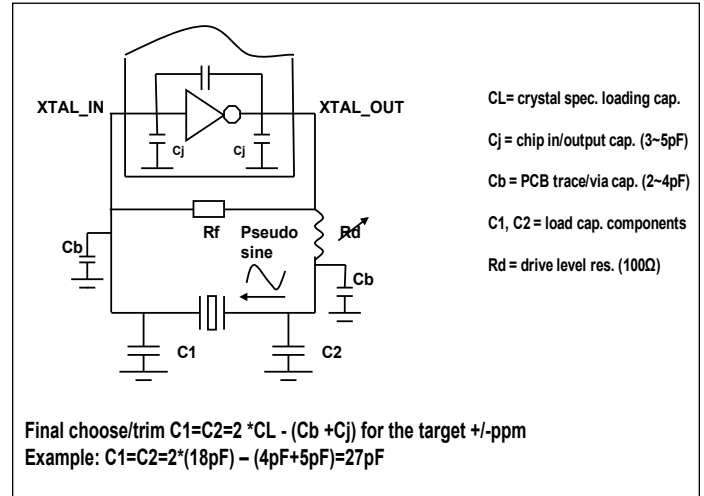 XTAL_IN
XTAL_OUT
Cj
Cj
CL= crystal spec. loading cap.
Cj = chip in/output cap. (3~5pF)
Cb = PCB trace/via cap. (2~4pF)
C1, C2 = load cap. components
Rd = drive level res. (100Ω)
Rf
Pseudo
sine
Rd
Cb
Cb
C1
C2
Final choose/trim C1=C2=2 *CL - (Cb +Cj) for the target +/-ppm
Example: C1=C2=2*(18pF) – (4pF+5pF)=27pF